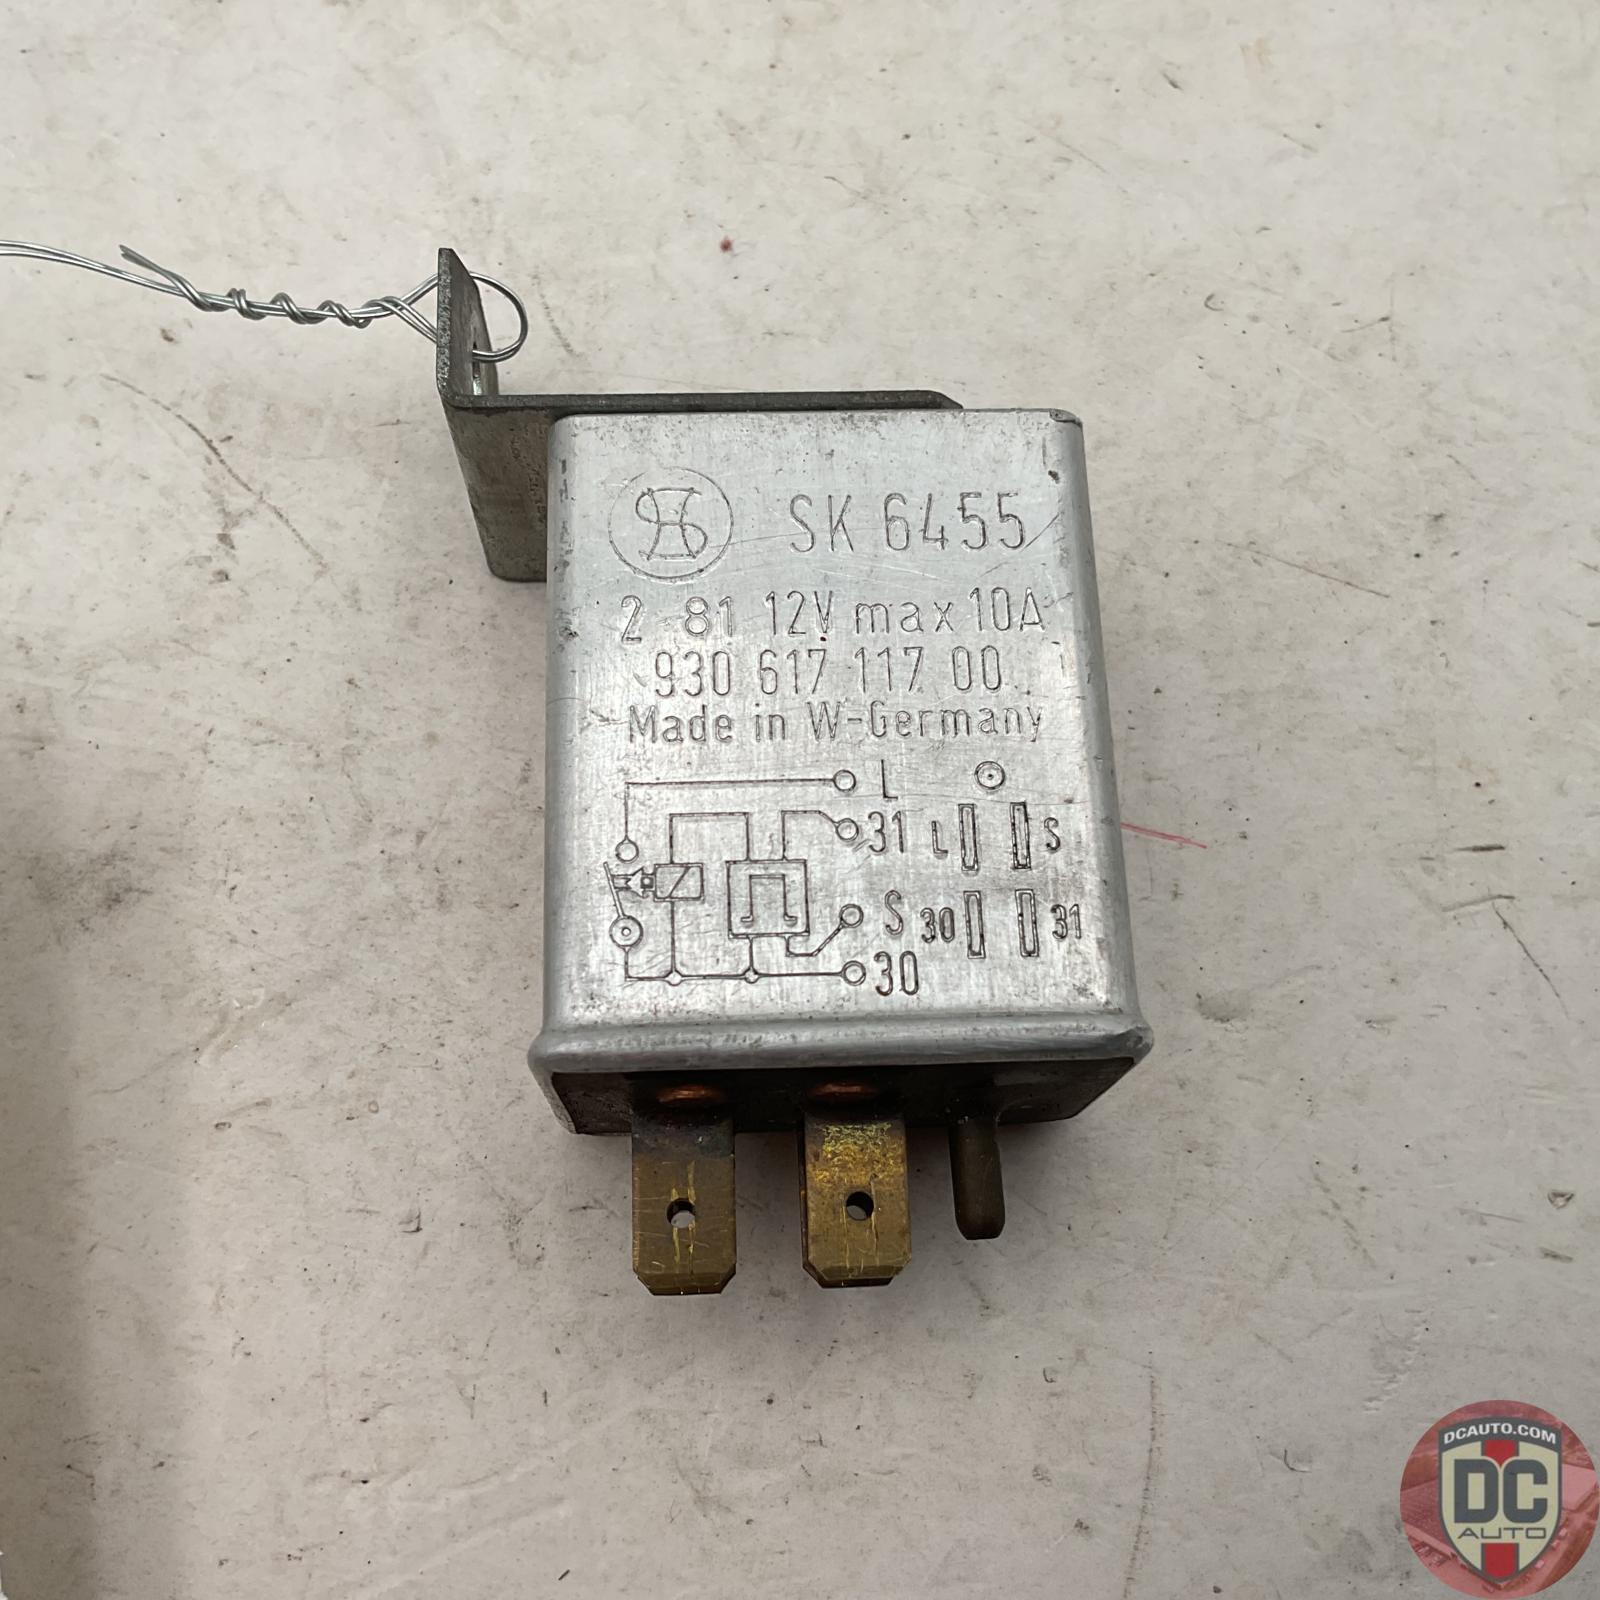 SK 6455
2 81 12V max 10A
930 617 117 00
Made in W-Germany
L
31 L S
S 30 31
30
DCAUTO.COM
DC
AUTO